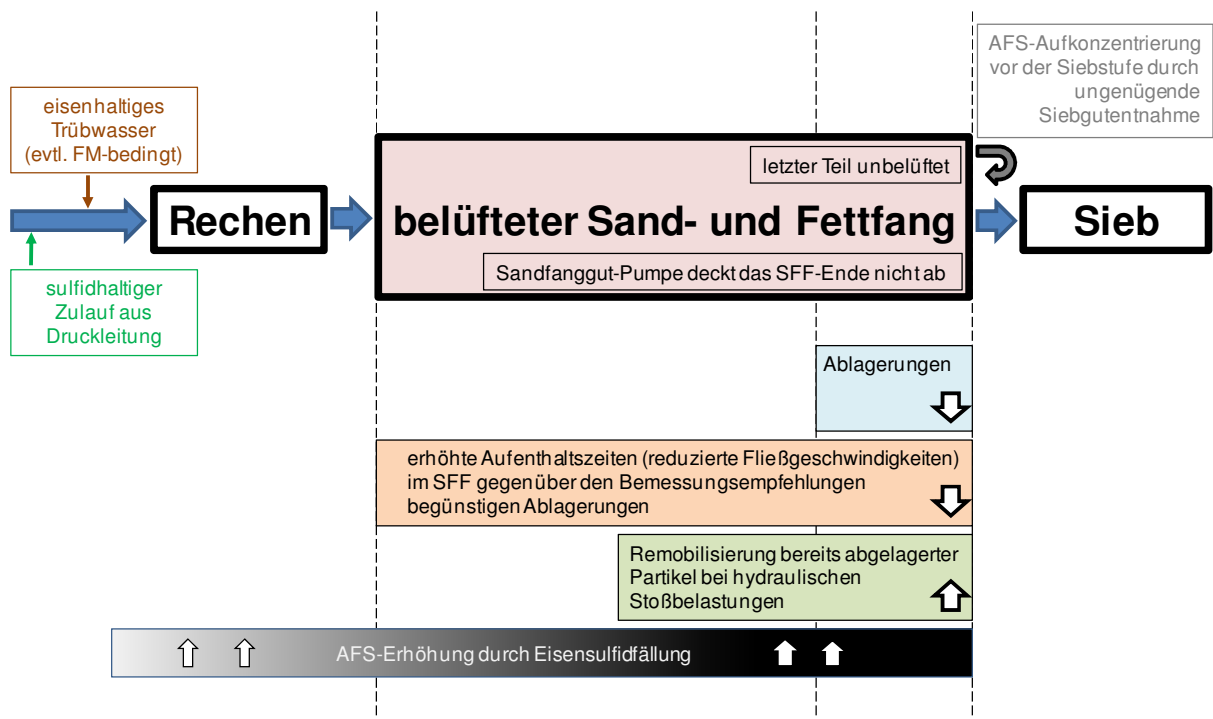 AFS-Aufkonzentrierung
vor der Siebstufe durch
ungenügende
Siebgutentnahme
eisenhaltiges
Trübwasser
(evtl. FM-bedingt)
letzter Teil unbelüftet
Rechen
belüfteter Sand- und Fettfang
Sieb
Sandfanggut-Pumpe deckt das SFF-Ende nicht ab
sulfidhaltiger
Zulauf aus
Druckleitung
Ablagerungen
erhöhte Aufenthaltszeiten (reduzierte Fließgeschwindigkeiten)
im SFF gegenüber den Bemessungsempfehlungen
begünstigen Ablagerungen
Remobilisierung bereits abgelagerter
Partikel bei hydraulischen
Stoßbelastungen
AFS-Erhöhung durch Eisensulfidfällung